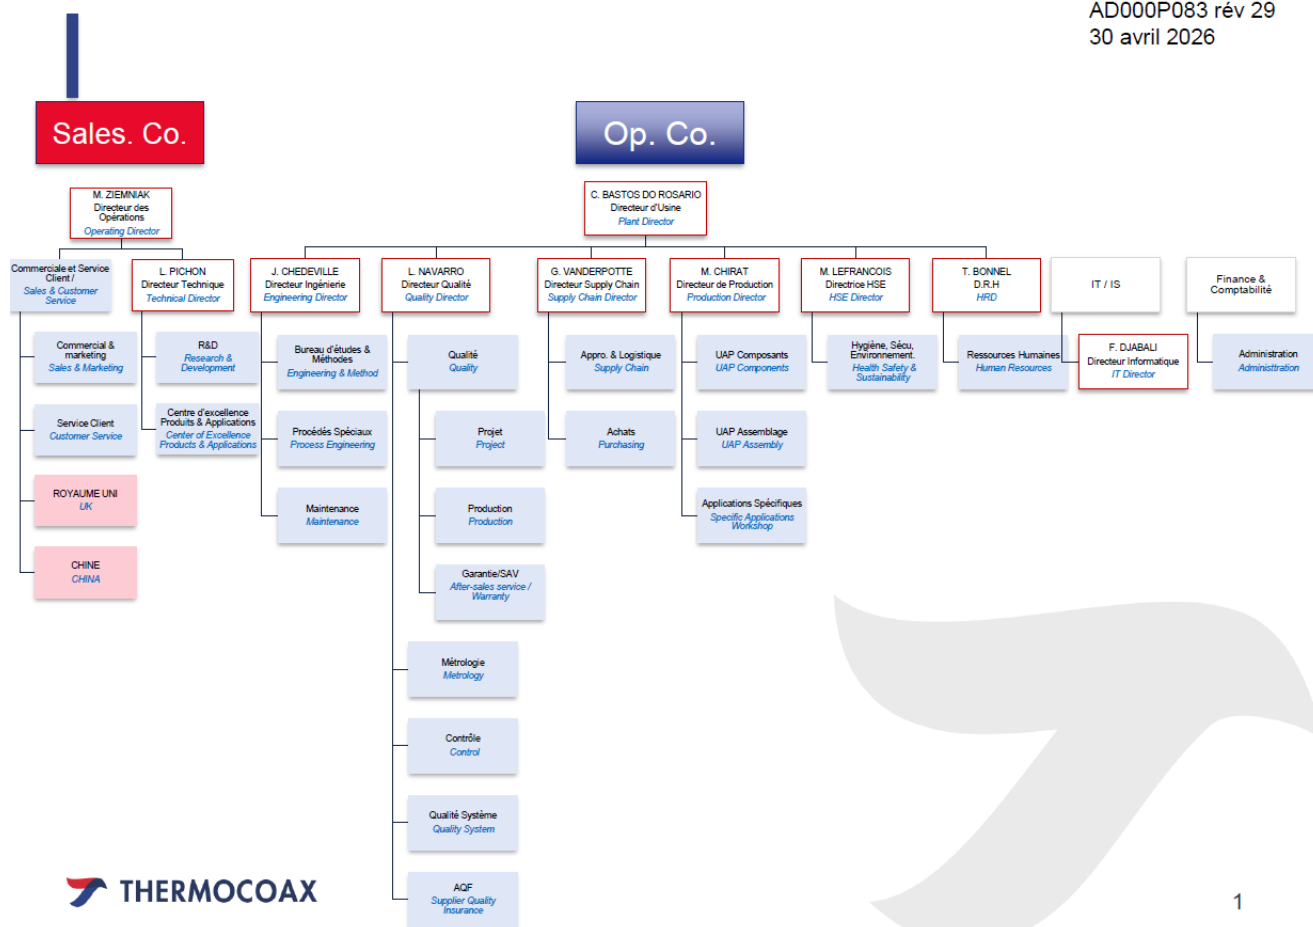 AD000P083 rév 29
30 avril 2026
Sales. Co.
Op. Co.
M. ZIEMNIAK
Directeur des
Opérations
Operating Director
C. BASTOS DO ROSARIO
Directeur d'Usine
Plant Director
Commerciale et Service
Client /
Sales & Customer
Service
L. PICHON
Directeur Technique
Technical Director
J. CHEDEVILLE
Directeur Ingénierie
Engineering Director
L. NAVARRO
Directeur Qualité
Quality Director
G. VANDERPOTTE
Directeur Supply Chain
Supply Chain Director
M. CHIRAT
Directeur de Production
Production Director
M. LEFRANCOIS
Directrice HSE
HSE Director
T. BONNEL
D.R.H
HRD
IT / IS
Finance &
Comptabilité
Commercial &
marketing
Sales & Marketing
R&D
Research &
Development
Bureau d'études &
Méthodes
Engineering & Method
Qualité
Quality
Appro. & Logistique
Supply Chain
UAP Composants
UAP Components
Hygiène, Sécu,
Environnement.
Health Safety &
Sustainability
Ressources Humaines
Human Resources
F. DJABALI
Directeur Informatique
IT Director
Administration
Administtration
Service Client
Customer Service
Centre d'excellence
Produits & Applications
Center of Excellence
Products & Applications
Procédés Spéciaux
Process Engineering
Projet
Project
Achats
Purchasing
UAP Assemblage
UAP Assembly
ROYAUME UNI
UK
Maintenance
Maintenance
Production
Production
Applications Spécifiques
Specific Applications
Workshop
CHINE
CHINA
Garantie/SAV
After-sales service /
Warranty
Métrologie
Metrology
Contrôle
Control
Qualité Système
Quality System
AQF
Supplier Quality
Insurance
THERMOCOAX
1